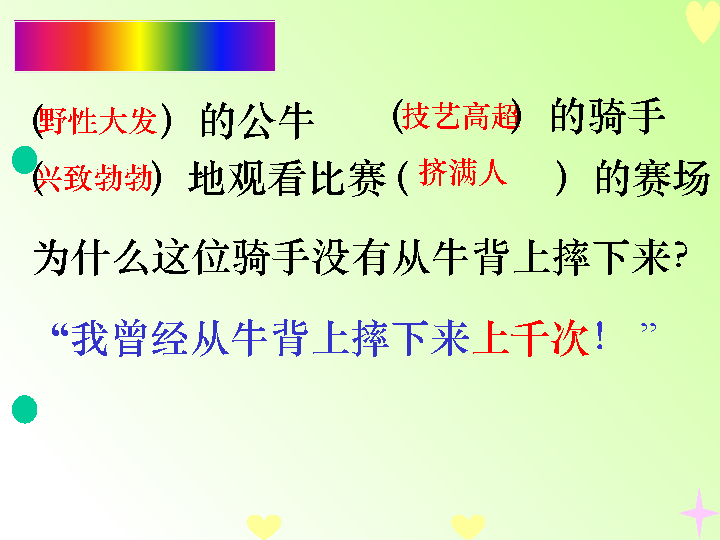 （野性大发）的公牛 （技艺高超）的骑手
（兴致勃勃）地观看比赛（挤满人 ）的赛场
为什么这位骑手没有从牛背上摔下来？
“我曾经从牛背上摔下来上千次！”